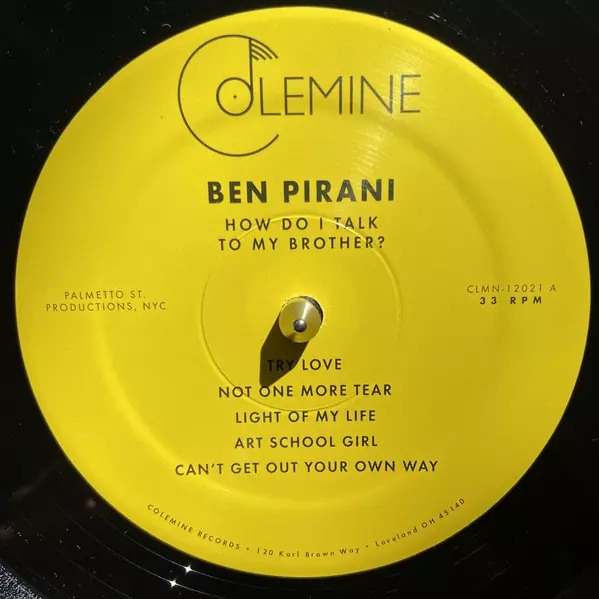 COLEMINE
BEN PIRANI
HOW DO I TALK
TO MY BROTHER?
PALMETTO ST.
PRODUCTIONS, NYC
CLMN-12021 A
33 RPM
TRY LOVE
NOT ONE MORE TEAR
LIGHT OF MY LIFE
ART SCHOOL GIRL
CAN'T GET OUT YOUR OWN WAY
COLEMINE RECORDS • 120 Karl Brown Way • Loveland OH 45140